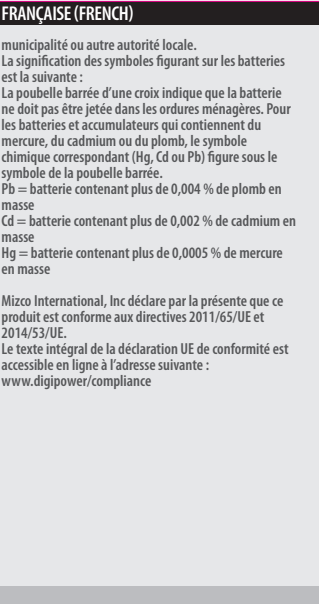 FRANÇAISE (FRENCH)
municipalité ou autre autorité locale.
La signification des symboles figurant sur les batteries
est la suivante :
La poubelle barrée d’une croix indique que la batterie
ne doit pas être jetée dans les ordures ménagères. Pour
les batteries et accumulateurs qui contiennent du
mercure, du cadmium ou du plomb, le symbole
chimique correspondant (Hg, Cd ou Pb) figure sous le
symbole de la poubelle barrée.
Pb = batterie contenant plus de 0,004 % de plomb en
masse
Cd = batterie contenant plus de 0,002 % de cadmium en
masse
Hg = batterie contenant plus de 0,0005 % de mercure
en masse
Mizco International, Inc déclare par la présente que ce
produit est conforme aux directives 2011/65/UE et
2014/53/UE.
Le texte intégral de la déclaration UE de conformité est
accessible en ligne à l’adresse suivante :
www.digipower/compliance